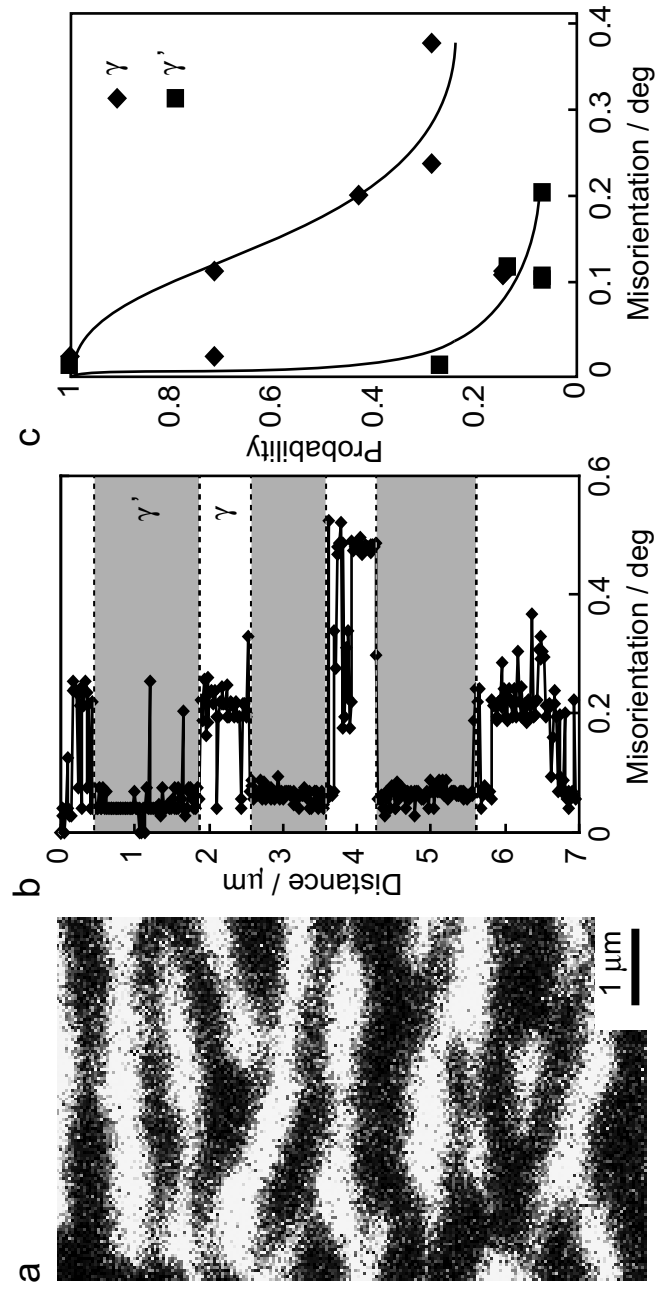 a
1 μm
b
0
1
2
3
4
5
6
7
Distance / μm
γ’
γ
0
0.2
0.4
0.6
Misorientation / deg
c
1
0.8
0.6
0.4
0.2
0
Probability
γ
γ’
0
0.1
0.2
0.3
0.4
Misorientation / deg